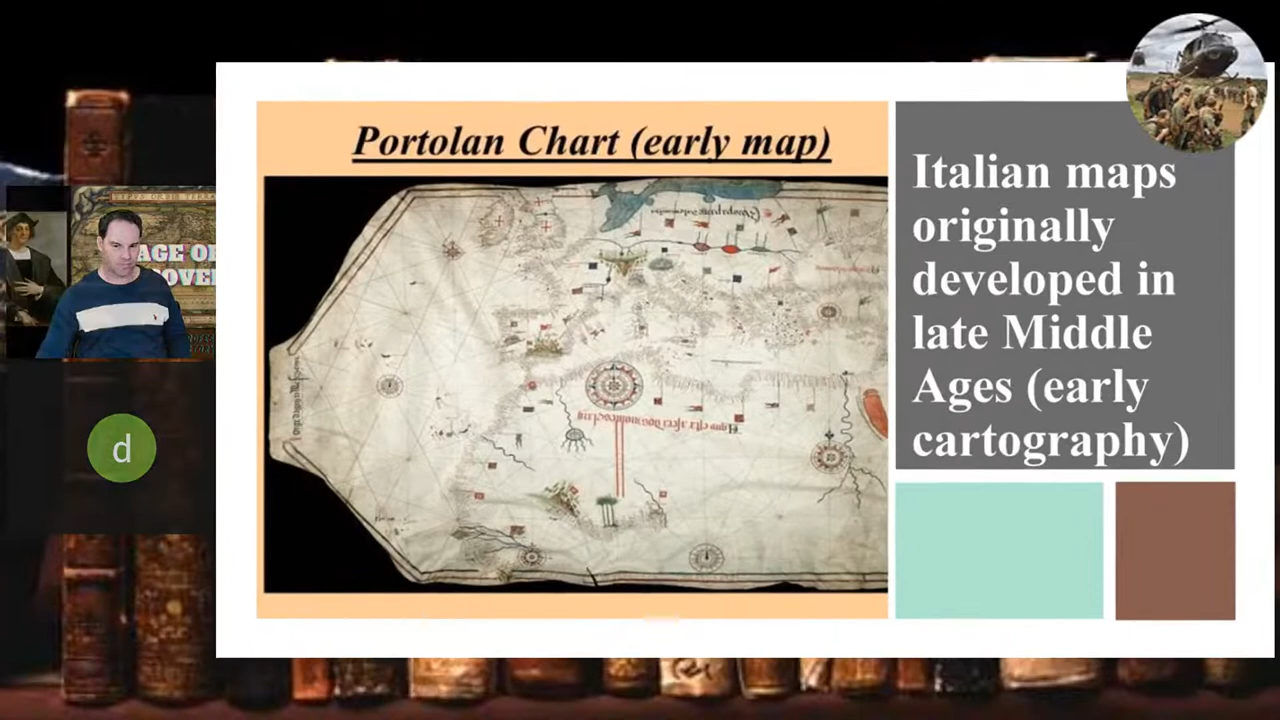 Portolan Chart (early map)
Italian maps
originally
developed in
late Middle
Ages (early
cartography)
AGE OF
d